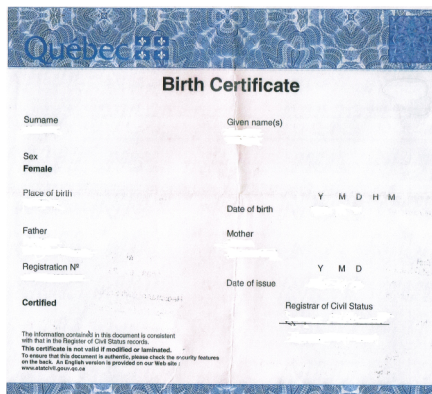 Québec
Birth Certificate
Surname
Given name(s)
Sex
Female
Place of birth
Y M D H M
Date of birth
Father
Mother
Registration Nº
Y M D
Date of issue
Certified
Registrar of Civil Status
The information contained in this document is consistent
with that in the Register of Civil Status records.
This certificate is not valid if modified or laminated.
To ensure that this document is authentic, please check the security features
on the back. An English version is provided on our Web site :
www.etatcivil.gouv.qc.ca